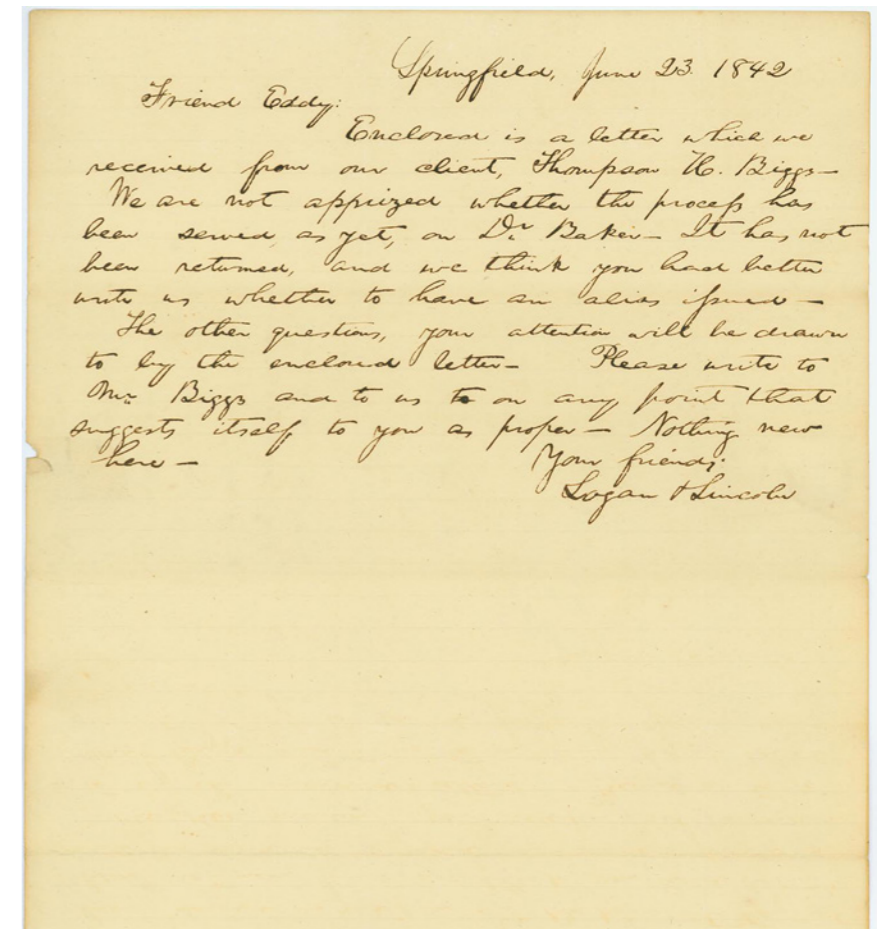 Springfield, June 23. 1842
Friend Eddy:
Enclosed is a letter which we
received from our client, Thompson H. Biggs—
We are not apprized whether the process has
been served, as yet, on Dr. Baker— It has not
been returned, and we think you had better
write us whether to have an alias issued—
The other questions, your attention will be drawn
to by the enclosed letter— Please write to
Mr. Biggs and to us to on any point that
suggests itself to you as proper— Nothing new
here—
Your friends,
Logan & Lincoln